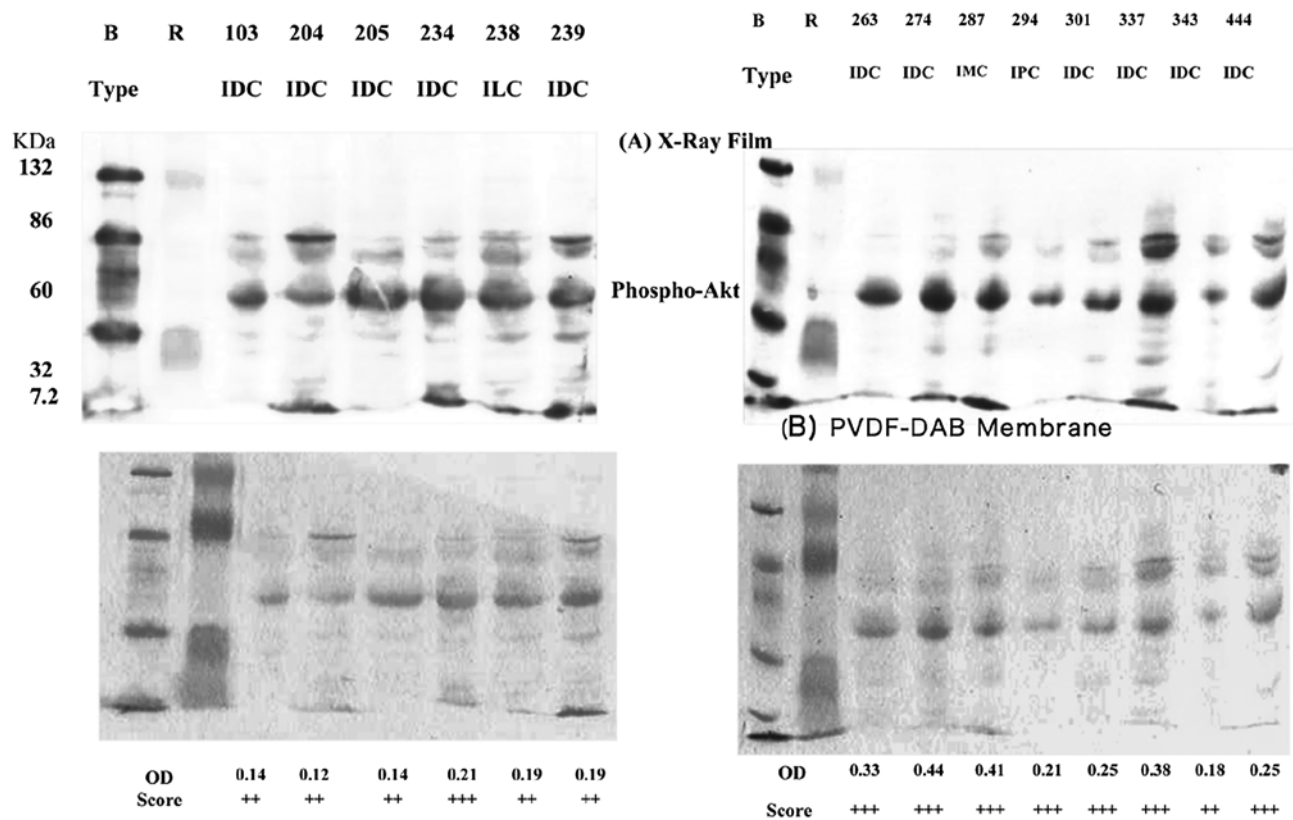 B R 103 204 205 234 238 239
Type IDC IDC IDC IDC ILC IDC
B R 263 274 287 294 301 337 343 444
Type IDC IDC IMC IPC IDC IDC IDC IDC
KDa
132
86
60
32
7.2
(A) X-Ray Film
Phospho-Akt
(B) PVDF-DAB Membrane
OD 0.14 0.12 0.14 0.21 0.19 0.19
Score ++ ++ ++ +++ ++ ++
OD 0.33 0.44 0.41 0.21 0.25 0.38 0.18 0.25
Score +++ +++ +++ +++ +++ +++ ++ +++